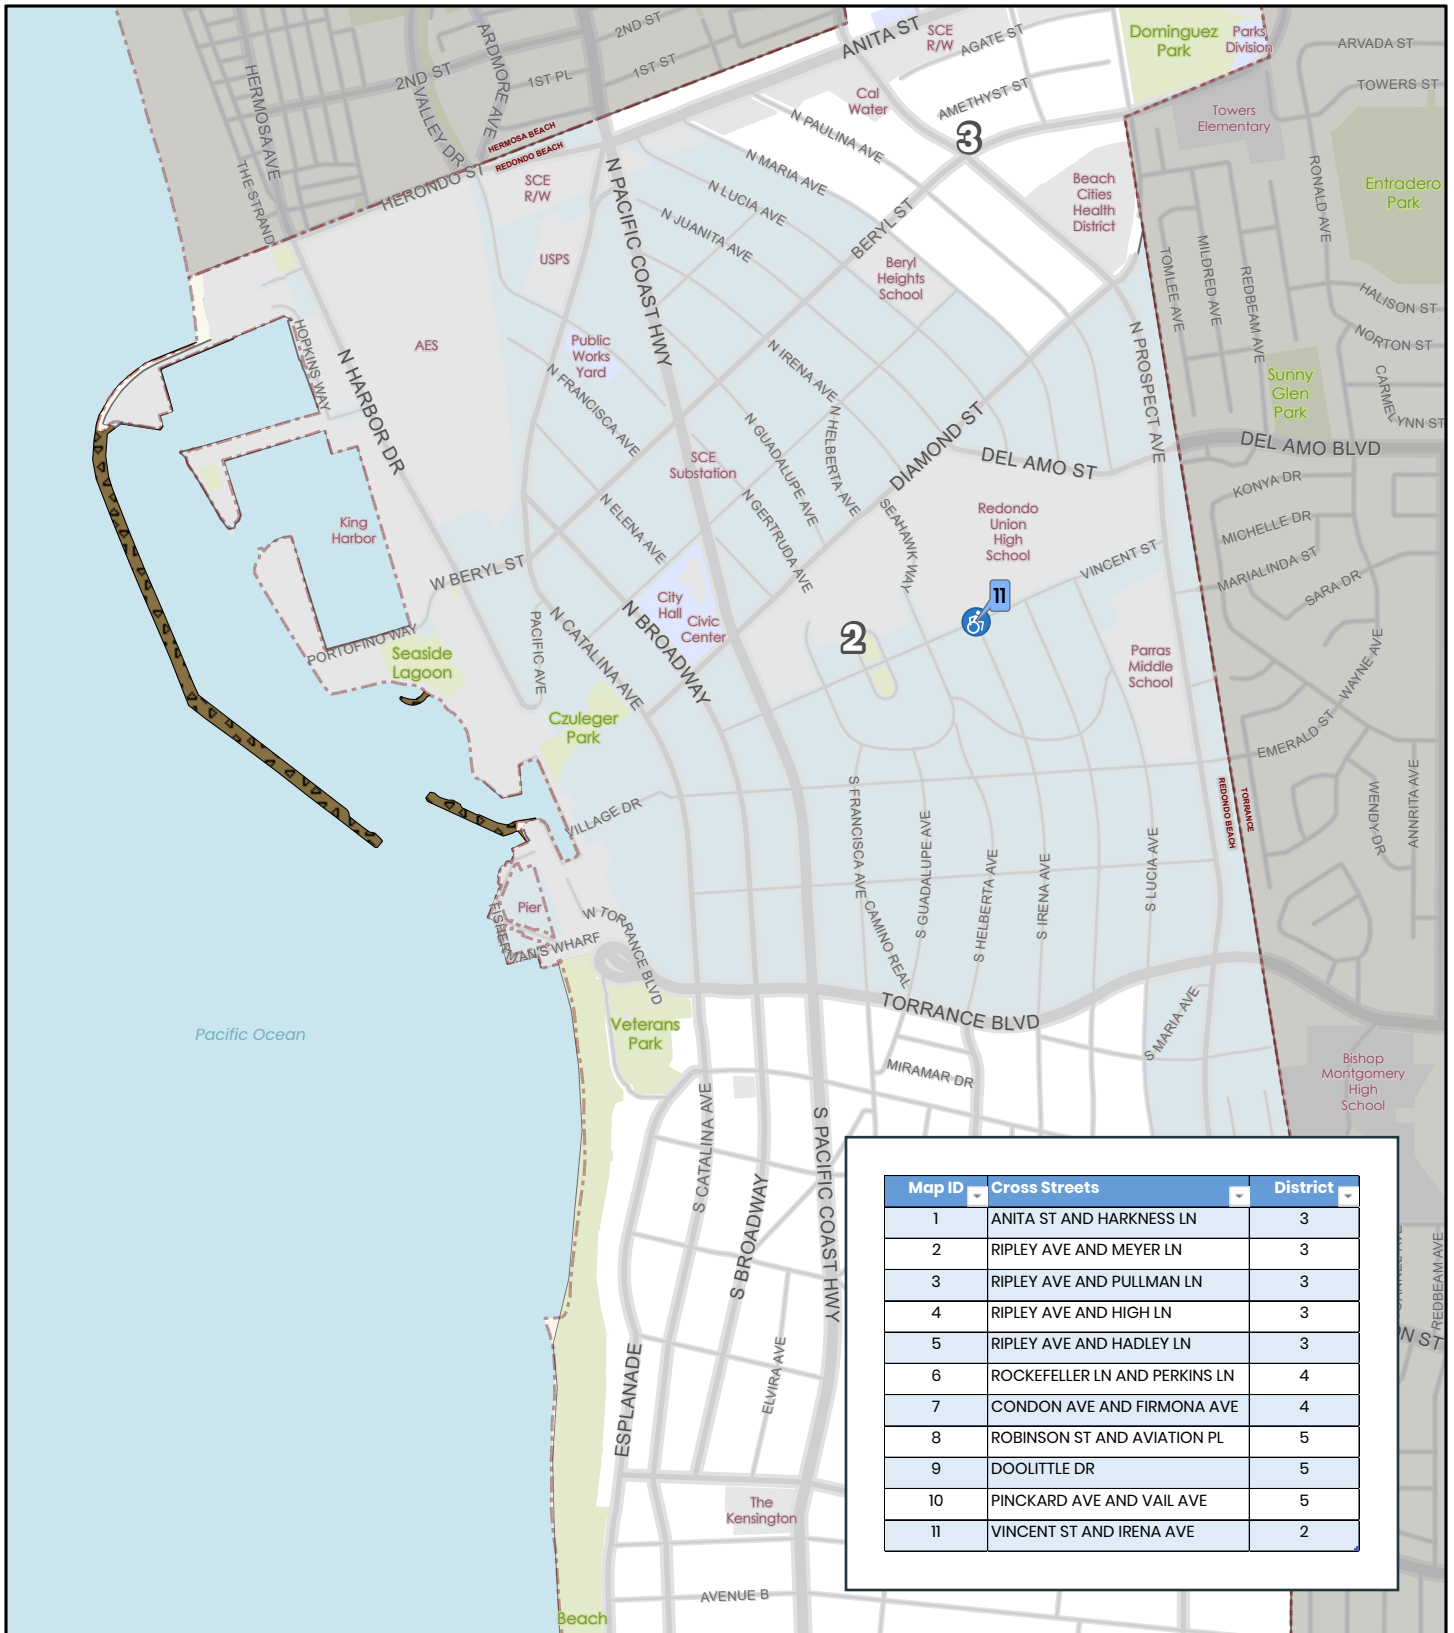 2ND ST
ANITA ST
SCE
R/W
AGATE ST
Dominguez
Park
Parks
Division
ARVADA ST
ARDMORE AVE
HERMOSA AVE
2ND ST
1ST PL
1ST ST
TOWERS ST
VALLEY DR
Cal
Water
AMETHYST ST
Towers
Elementary
N PAULINA AVE
3
HERMOSA BEACH
REDONDO BEACH
THE STRAND
HERONDO ST
SCE
R/W
N PACIFIC COAST HWY
N MARIA AVE
N LUCIA AVE
N JUANITA AVE
BERYL ST
Beach
Cities
Health
District
RONALD AVE
Entradero
Park
USPS
Beryl
Heights
School
TOMLEE AVE
MILDRED AVE
REDBEAM AVE
HALISON ST
NORTON ST
HOPKINS WAY
N HARBOR DR
AES
Public
Works
Yard
N FRANCISCA AVE
N IRENA AVE
N PROSPECT AVE
Sunny
Glen
Park
CARMELYNN ST
N HELBERTA AVE
N GUADALUPE AVE
DIAMOND ST
DEL AMO ST
DEL AMO BLVD
SCE
Substation
N GERTRUDA AVE
KONYA DR
MICHELLE DR
MARIALINDA ST
SARA DR
King
Harbor
N ELENA AVE
SEAHAWK WAY
Redondo
Union
High
School
VINCENT ST
W BERYL ST
City
Hall
Civic
Center
11
2
N BROADWAY
N CATALINA AVE
PACIFIC AVE
PORTOFINO WAY
Seaside
Lagoon
Parras
Middle
School
WAYNE AVE
EMERALD ST
Czuleger
Park
VILLAGE DR
S FRANCISCA AVE
S GUADALUPE AVE
S HELBERTA AVE
S IRENA AVE
S LUCIA AVE
REDONDO BEACH
TORRANCE
WENDY DR
ANNRITA AVE
Pier
FISHERMAN'S WHARF
W TORRANCE BLVD
CAMINO REAL
TORRANCE BLVD
S MARIA AVE
Pacific Ocean
Veterans
Park
MIRAMAR DR
Bishop
Montgomery
High
School
S CATALINA AVE
S BROADWAY
S PACIFIC COAST HWY
ESPLANADE
ELVIRA AVE
REDBEAM AVE
The
Kensington
AVENUE B
Beach
Map ID Cross Streets District
1 ANITA ST AND HARKNESS LN 3
2 RIPLEY AVE AND MEYER LN 3
3 RIPLEY AVE AND PULLMAN LN 3
4 RIPLEY AVE AND HIGH LN 3
5 RIPLEY AVE AND HADLEY LN 3
6 ROCKEFELLER LN AND PERKINS LN 4
7 CONDON AVE AND FIRMONA AVE 4
8 ROBINSON ST AND AVIATION PL 5
9 DOOLITTLE DR 5
10 PINCKARD AVE AND VAIL AVE 5
11 VINCENT ST AND IRENA AVE 2